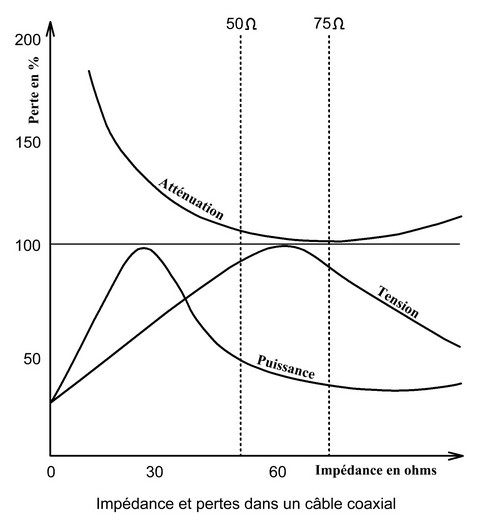 50Ω
75Ω
200
Perte en %
150
Atténuation
100
Tension
50
Puissance
0
30
60
Impédance en ohms
Impédance et pertes dans un câble coaxial